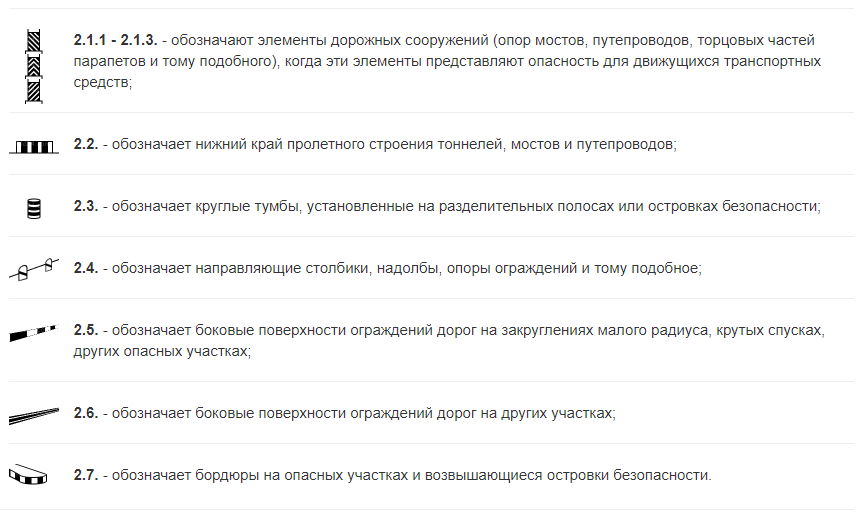 2.1.1 - 2.1.3. - обозначают элементы дорожных сооружений (опор мостов, путепроводов, торцовых частей
парапетов и тому подобного), когда эти элементы представляют опасность для движущихся транспортных
средств;
2.2. - обозначает нижний край пролетного строения тоннелей, мостов и путепроводов;
2.3. - обозначает круглые тумбы, установленные на разделительных полосах или островках безопасности;
2.4. - обозначает направляющие столбики, надолбы, опоры ограждений и тому подобное;
2.5. - обозначает боковые поверхности ограждений дорог на закруглениях малого радиуса, крутых спусках,
других опасных участках;
2.6. - обозначает боковые поверхности ограждений дорог на других участках;
2.7. - обозначает бордюры на опасных участках и возвышающиеся островки безопасности.